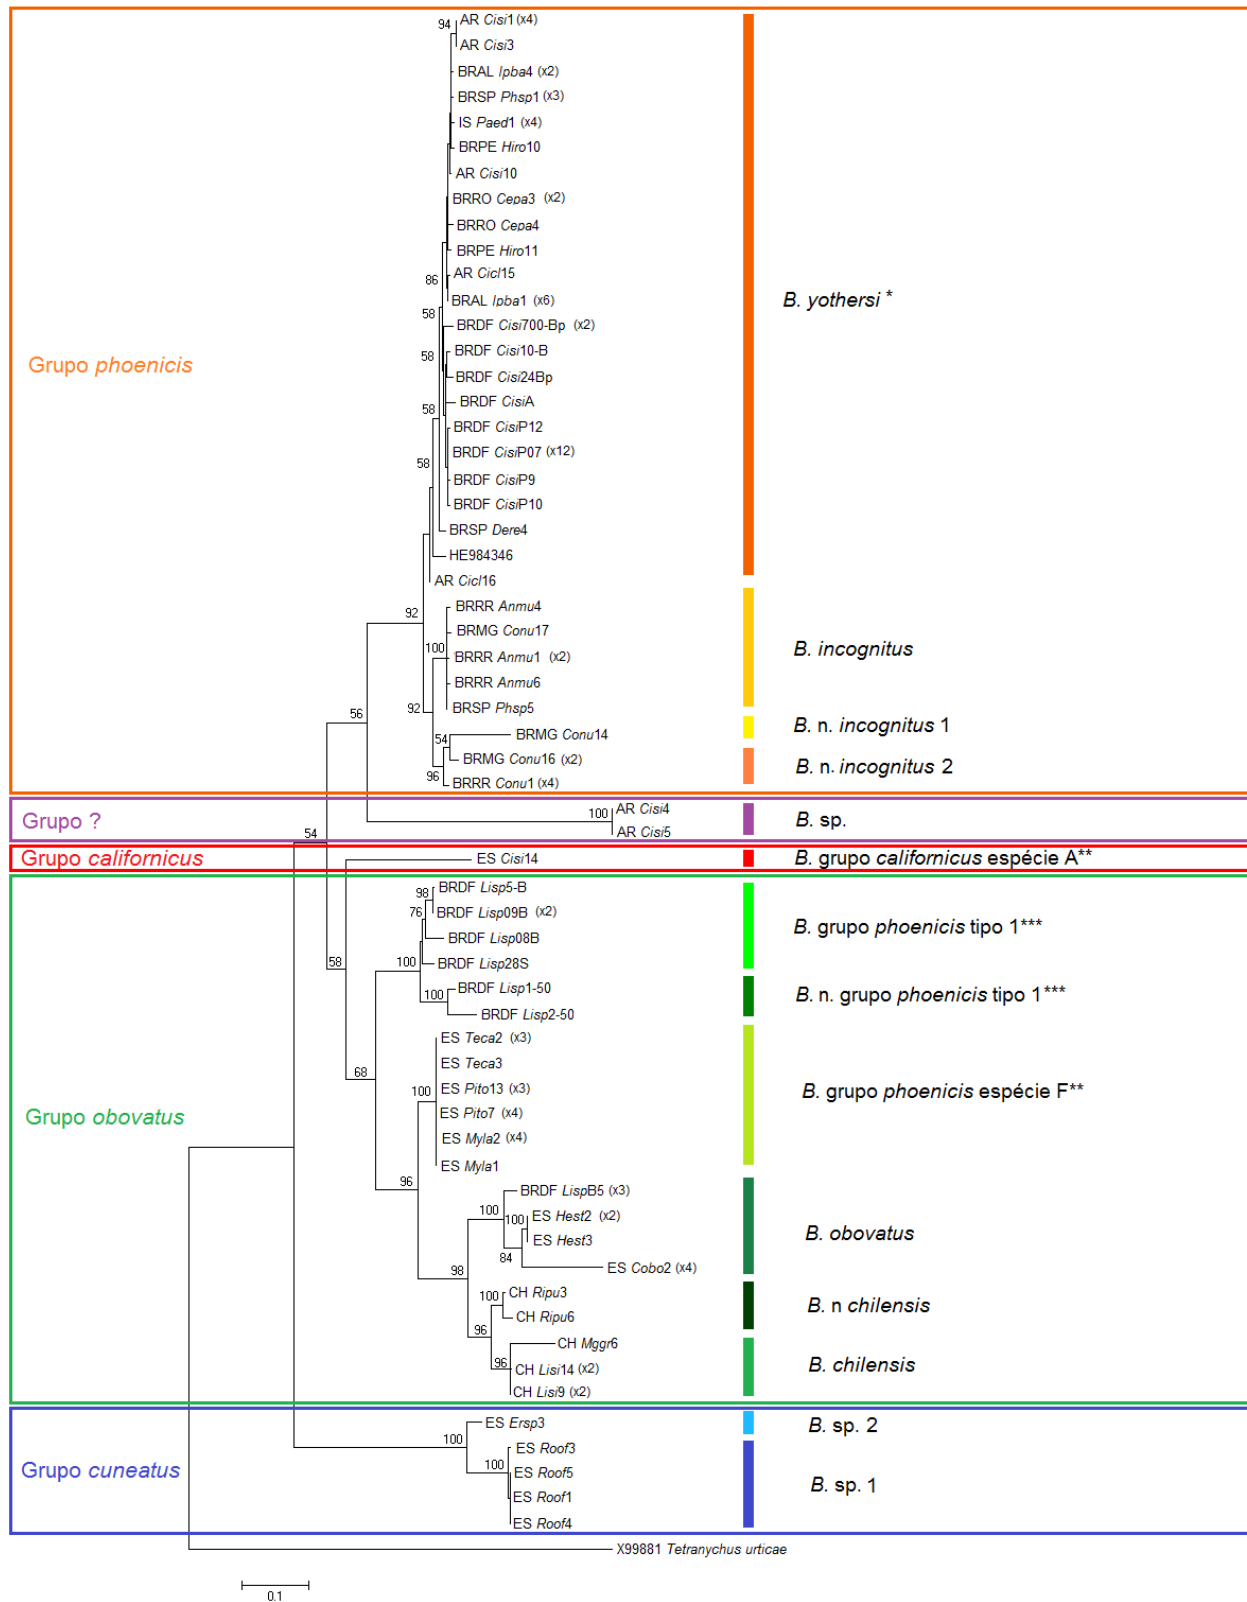 94
AR Cisi1 (x4)
AR Cisi3
BRAL Ipba4 (x2)
BRSP Phsp1 (x3)
IS Paed1 (x4)
BRPE Hiro10
AR Cisi10
BRRO Cepa3 (x2)
BRRO Cepa4
BRPE Hiro11
86
AR Cicl15
BRAL Ipba1 (x6)
B. yothersi *
58
BRDF Cisi700-Bp (x2)
58
BRDF Cisi10-B
Grupo phoenicis
BRDF Cisi24Bp
BRDF CisiA
58
BRDF CisiP12
BRDF CisiP07 (x12)
58
BRDF CisiP9
BRDF CisiP10
BRSP Dere4
HE984346
AR Cicl16
92
BRRR Anmu4
BRMG Conu17
100
BRRR Anmu1 (x2)
B. incognitus
BRRR Anmu6
92
BRSP Phsp5
56
54
BRMG Conu14
B. n. incognitus 1
BRMG Conu16 (x2)
B. n. incognitus 2
96
BRRR Conu1 (x4)
100
AR Cisi4
Grupo ?
B. sp.
AR Cisi5
54
Grupo californicus
ES Cisi14
B. grupo californicus espécie A**
98
BRDF Lisp5-B
76
BRDF Lisp09B (x2)
B. grupo phoenicis tipo 1***
BRDF Lisp08B
58
100
BRDF Lisp28S
100
BRDF Lisp1-50
B. n. grupo phoenicis tipo 1***
BRDF Lisp2-50
ES Teca2 (x3)
68
ES Teca3
100
ES Pito13 (x3)
B. grupo phoenicis espécie F**
Grupo obovatus
ES Pito7 (x4)
ES Myla2 (x4)
ES Myla1
96
BRDF LispB5 (x3)
100
100
ES Hest2 (x2)
B. obovatus
ES Hest3
84
98
ES Cobo2 (x4)
100
CH Ripu3
B. n chilensis
CH Ripu6
96
CH Mggr6
96
CH Lisi14 (x2)
B. chilensis
CH Lisi9 (x2)
ES Ersp3
B. sp. 2
100
ES Roof3
Grupo cuneatus
100
ES Roof5
B. sp. 1
ES Roof1
ES Roof4
X99881 Tetranychus urticae
0.1